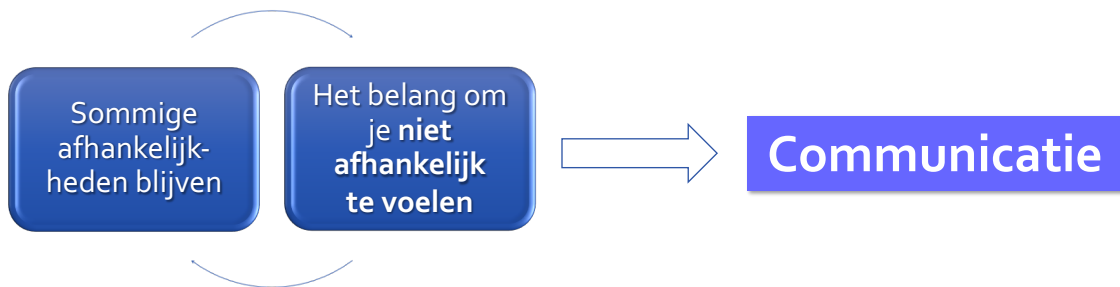 Sommige
afhankelijk-
heden blijven
Het belang om
je niet
afhankelijk
te voelen
Communicatie